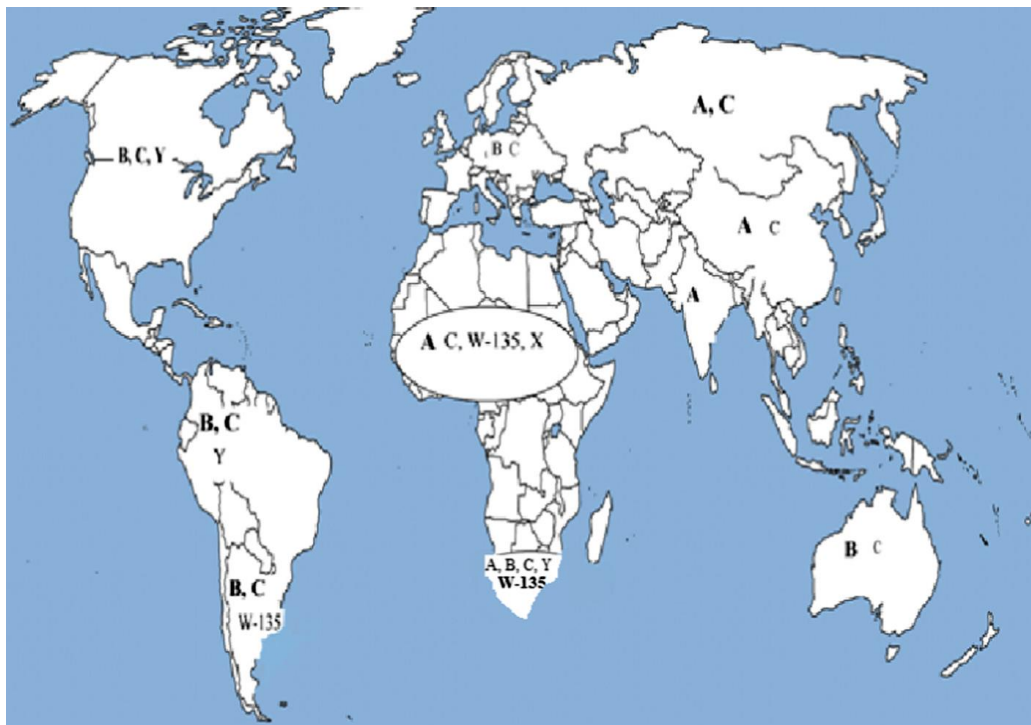 A, C
B, C, Y
B C
A C
A
A C, W-135, X
B, C
Y
B C
A, B, C, Y
W-135
B, C
W-135